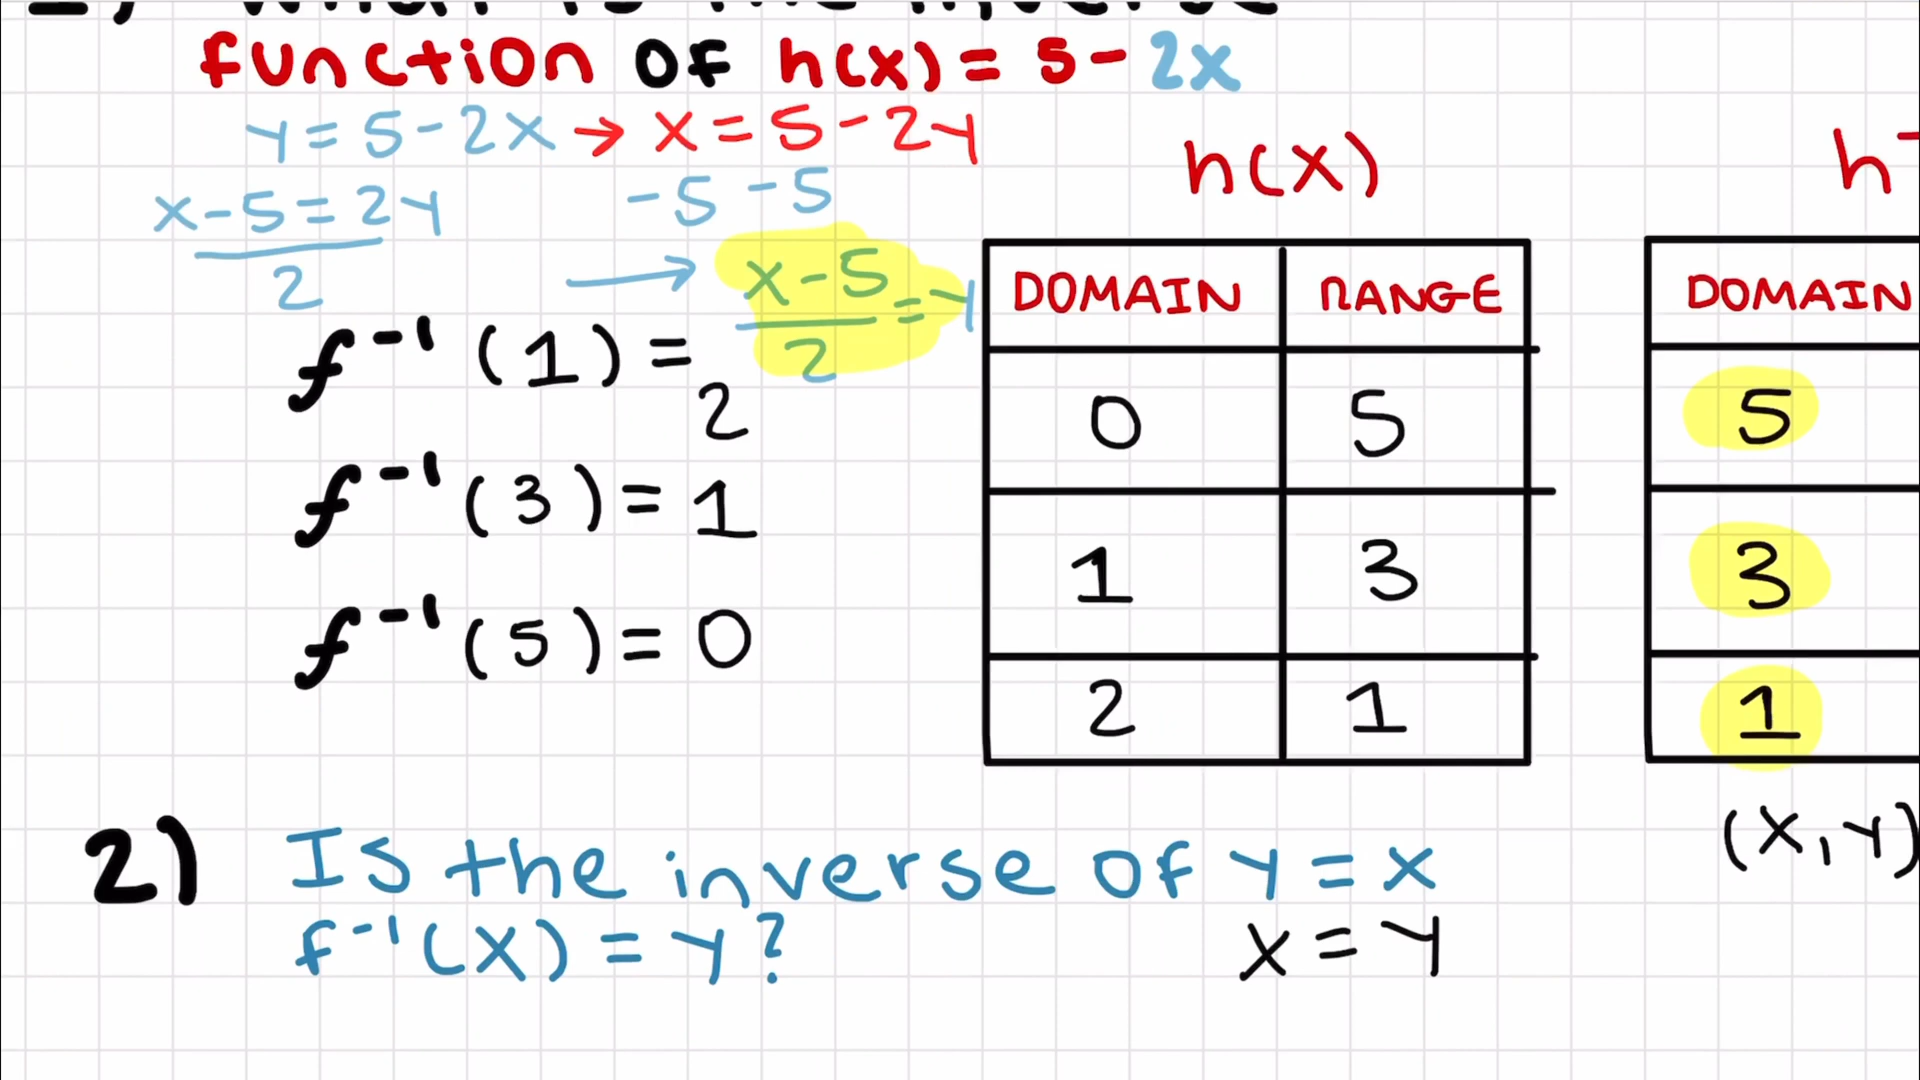 function of h(x) = 5 - 2x
y = 5 - 2x → x = 5 - 2y
-5 -5
x - 5 = 2y
2
→ x - 5 = y
2
f⁻¹(1) = 2
f⁻¹(3) = 1
f⁻¹(5) = 0
h(x)
DOMAIN RANGE
0 5
1 3
2 1
h⁻
DOMAIN
5
3
1
(x, y)
2) Is the inverse of y = x
f⁻¹(x) = y?
x = y